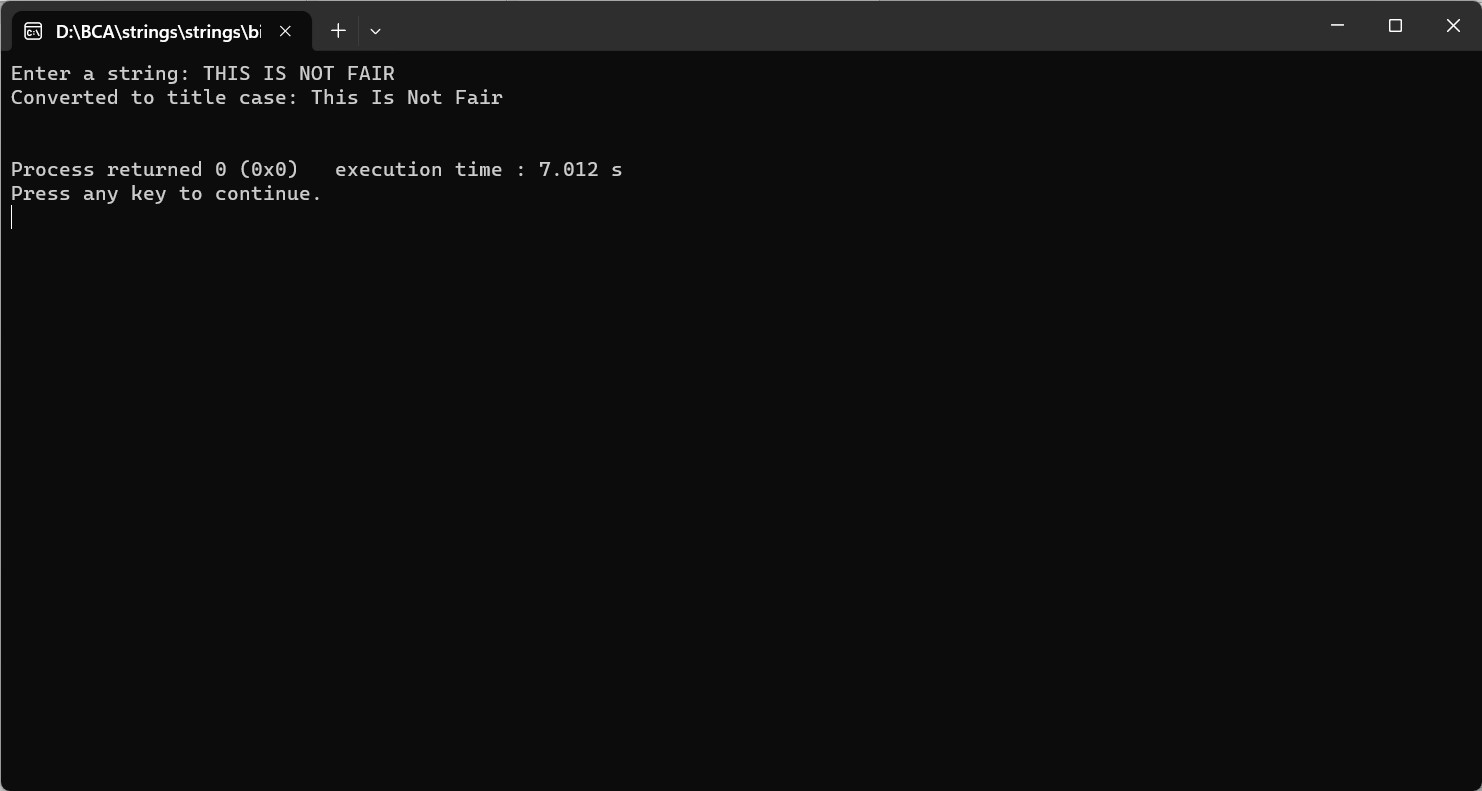 D:\BCA\strings\strings\bi
Enter a string: THIS IS NOT FAIR
Converted to title case: This Is Not Fair
Process returned 0 (0x0)   execution time : 7.012 s
Press any key to continue.